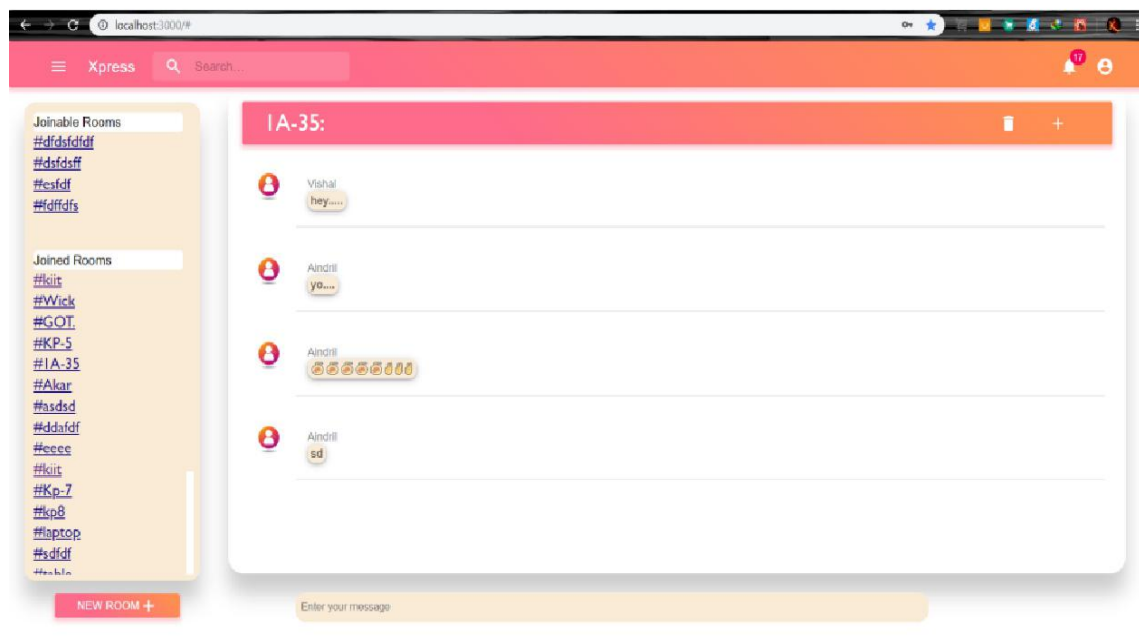 localhost:3000/#
Xpress
Search...
17
Joinable Rooms
#dfdsfdfdf
#dsfdsff
#esfdf
#fdffdfs
Joined Rooms
#kiit
#Wick
#GOT.
#KP-5
#1A-35
#Akar
#asdsd
#ddafdf
#eeee
#kiit
#Kp-7
#kp8
#laptop
#sdfdf
#table
NEW ROOM +
1A-35:
Vishal
hey.....
Aindril
yo....
Aindril
Aindril
sd
Enter your message